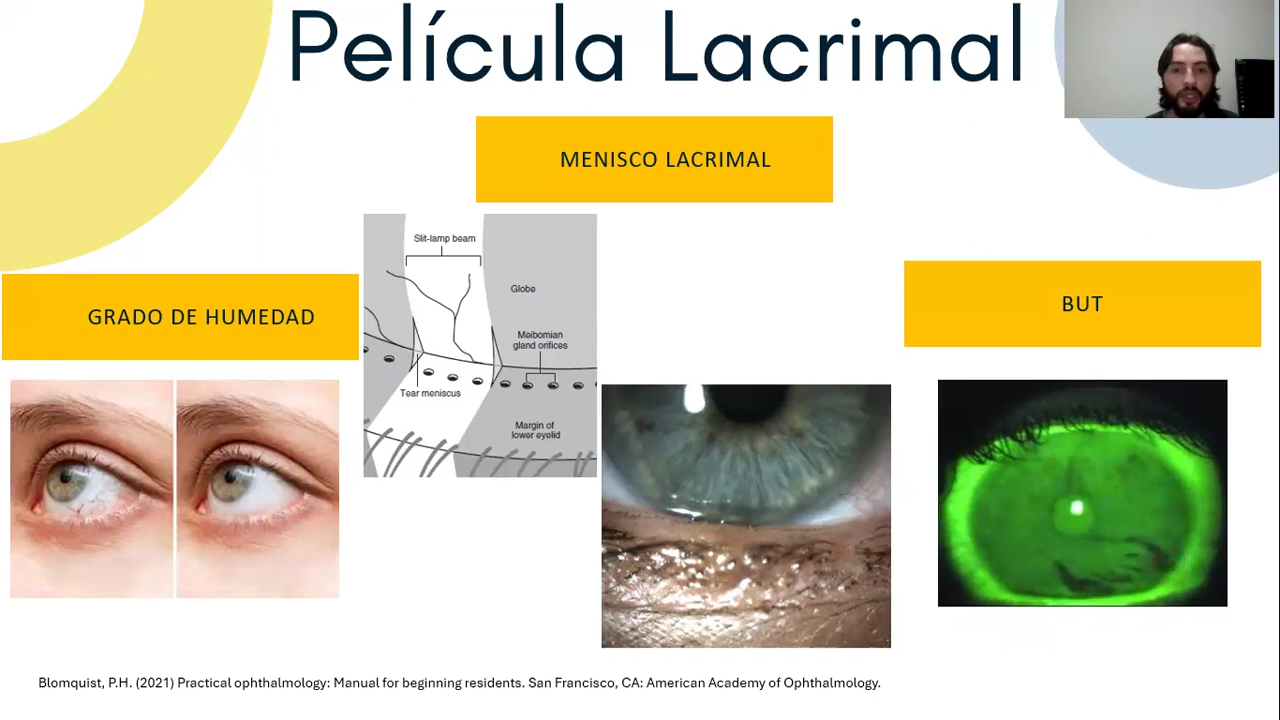 Película Lacrimal
MENISCO LACRIMAL
GRADO DE HUMEDAD
Slit-lamp beam
Globe
Meibomian
gland orifices
Tear meniscus
Margin of
lower eyelid
BUT
Blomquist, P.H. (2021) Practical ophthalmology: Manual for beginning residents. San Francisco, CA: American Academy of Ophthalmology.